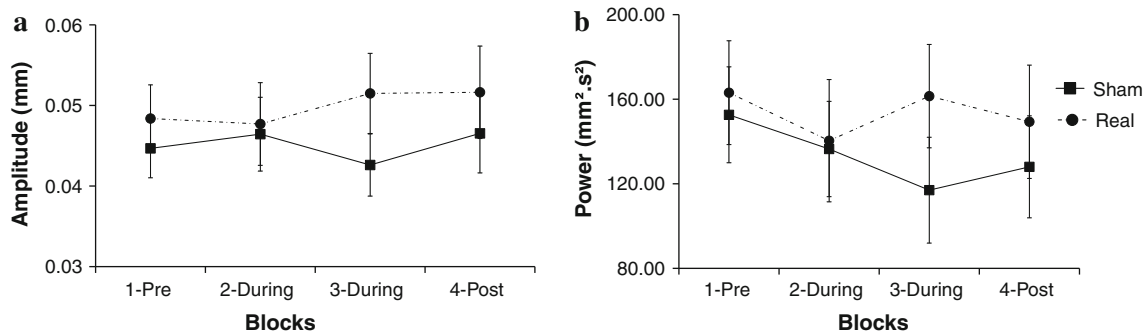 a
0.06
0.05
0.04
0.03
Amplitude (mm)
1-Pre 2-During 3-During 4-Post
Blocks
b
200.00
160.00
120.00
80.00
Power (mm².s²)
1-Pre 2-During 3-During 4-Post
Blocks
Sham
Real